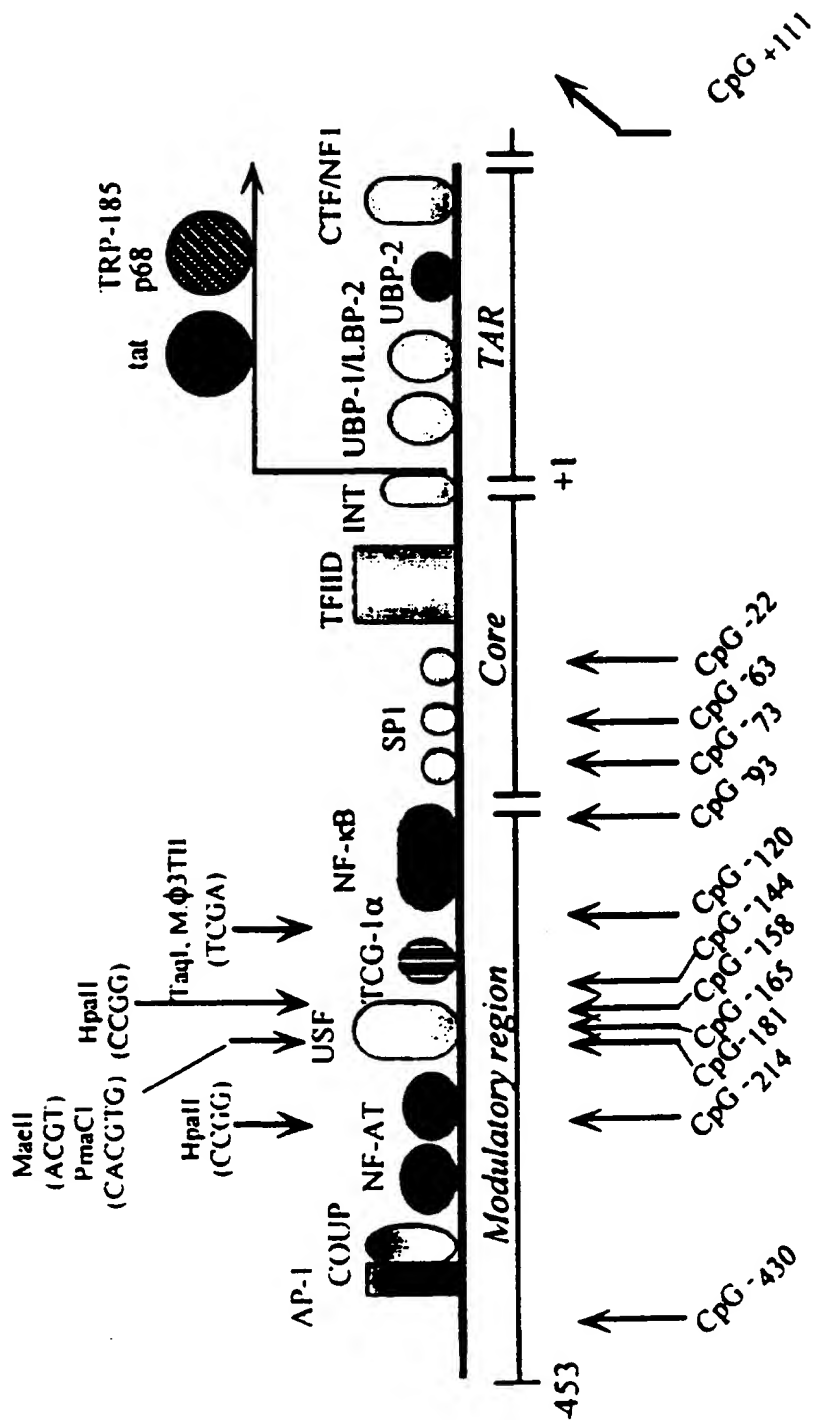 MaeII
(ACGT)
PmaCI
(CACGTG)
HpaII
(CCGG)
HpaII
(CCGG)
TaqI, M.ϕ3TII
(TCGA)
tat
TRP-185
p68
AP-1
COUP
NF-AT
USF
TCG-1α
NF-κB
SP1
TFIID
INT
UBP-1/LBP-2
UBP-2
CTF/NF1
Modulatory region
Core
TAR
-453
+1
CpG -430
CpG -214
CpG -181
CpG -165
CpG -158
CpG -144
CpG -120
CpG -93
CpG -73
CpG -63
CpG -22
CpG +111